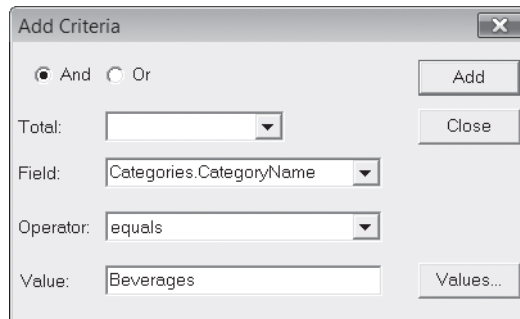 Add Criteria
And Or
Add
Total:
Close
Field: Categories.CategoryName
Operator: equals
Value: Beverages
Values...